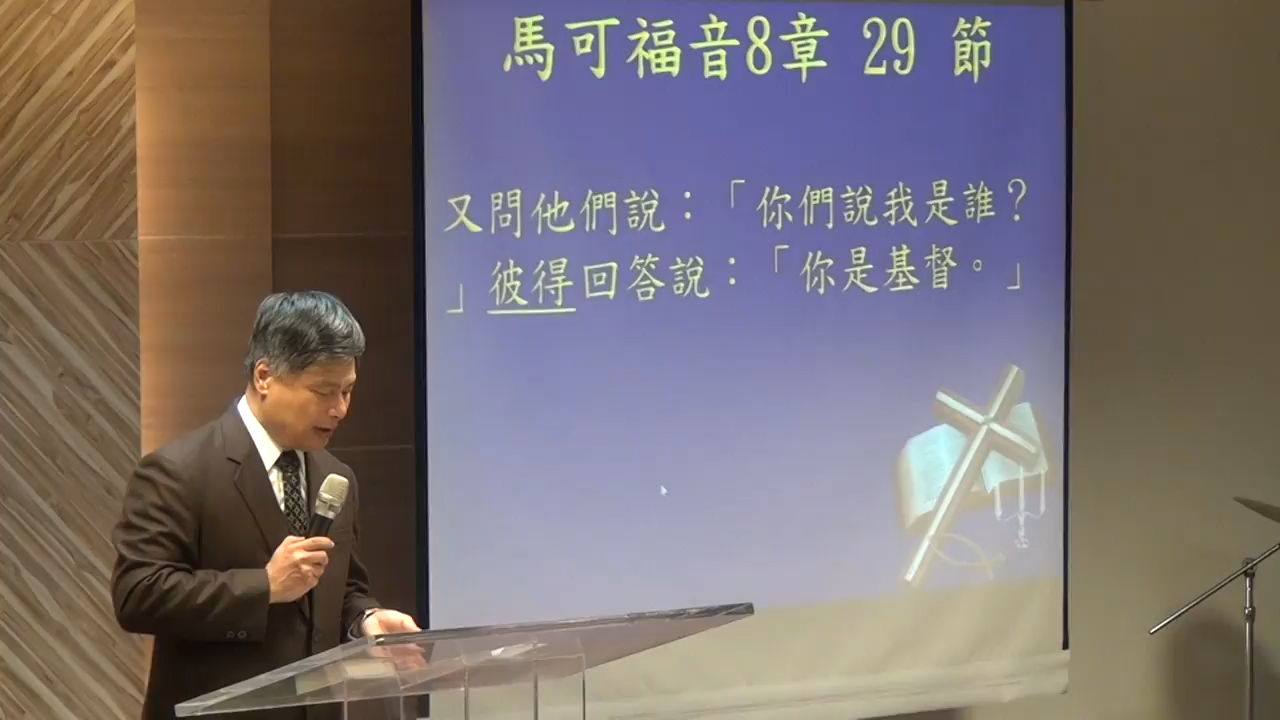 馬可福音8章 29 節
又問他們說：「你們說我是誰？
」彼得回答說：「你是基督。」